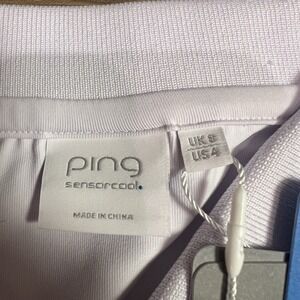 PING
sensorcool.
MADE IN CHINA
UK 8
US 4